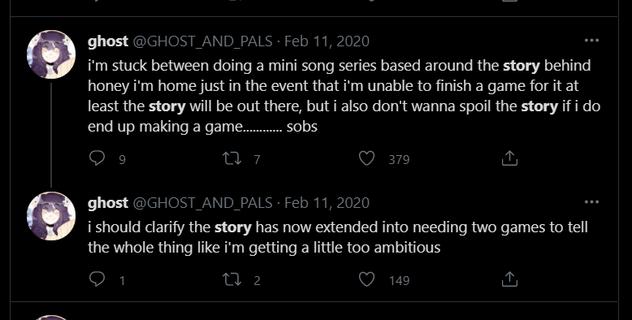 ghost @GHOST_AND_PALS · Feb 11, 2020
i'm stuck between doing a mini song series based around the story behind
honey i'm home just in the event that i'm unable to finish a game for it at
least the story will be out there, but i also don't wanna spoil the story if i do
end up making a game............ sobs
9 7 379
ghost @GHOST_AND_PALS · Feb 11, 2020
i should clarify the story has now extended into needing two games to tell
the whole thing like i'm getting a little too ambitious
1 2 149